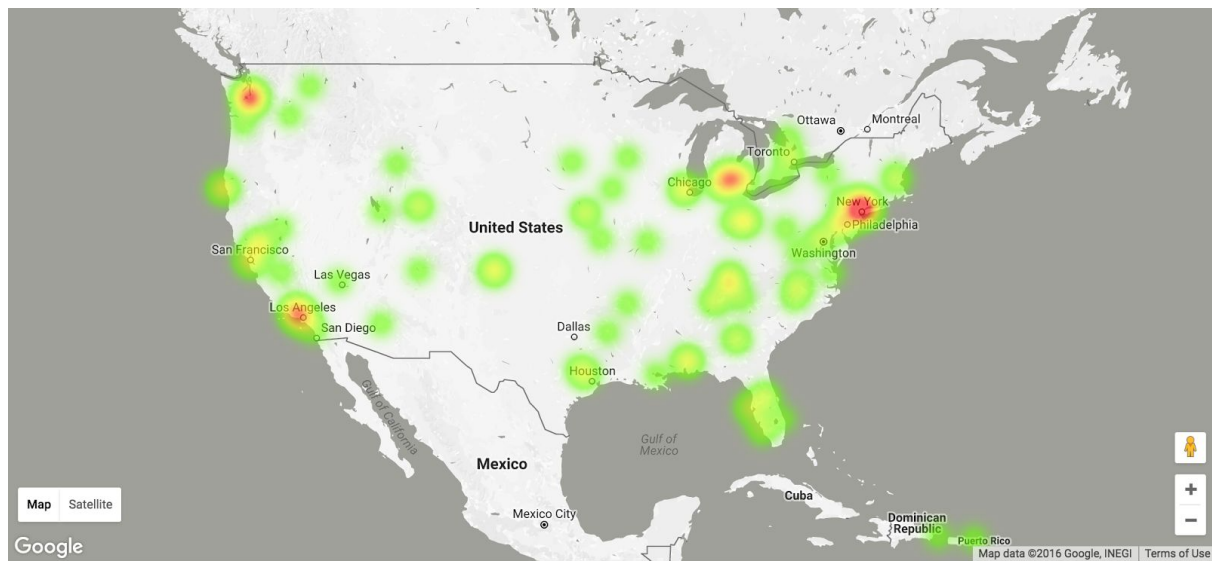 Ottawa
Montreal
Toronto
Chicago
New York
Philadelphia
United States
Washington
San Francisco
Las Vegas
Los Angeles
San Diego
Dallas
Houston
Gulf of California
Gulf of
Mexico
Mexico
Cuba
Mexico City
Dominican
Republic
Puerto Rico
Map
Satellite
+
−
Google
Map data ©2016 Google, INEGI
Terms of Use